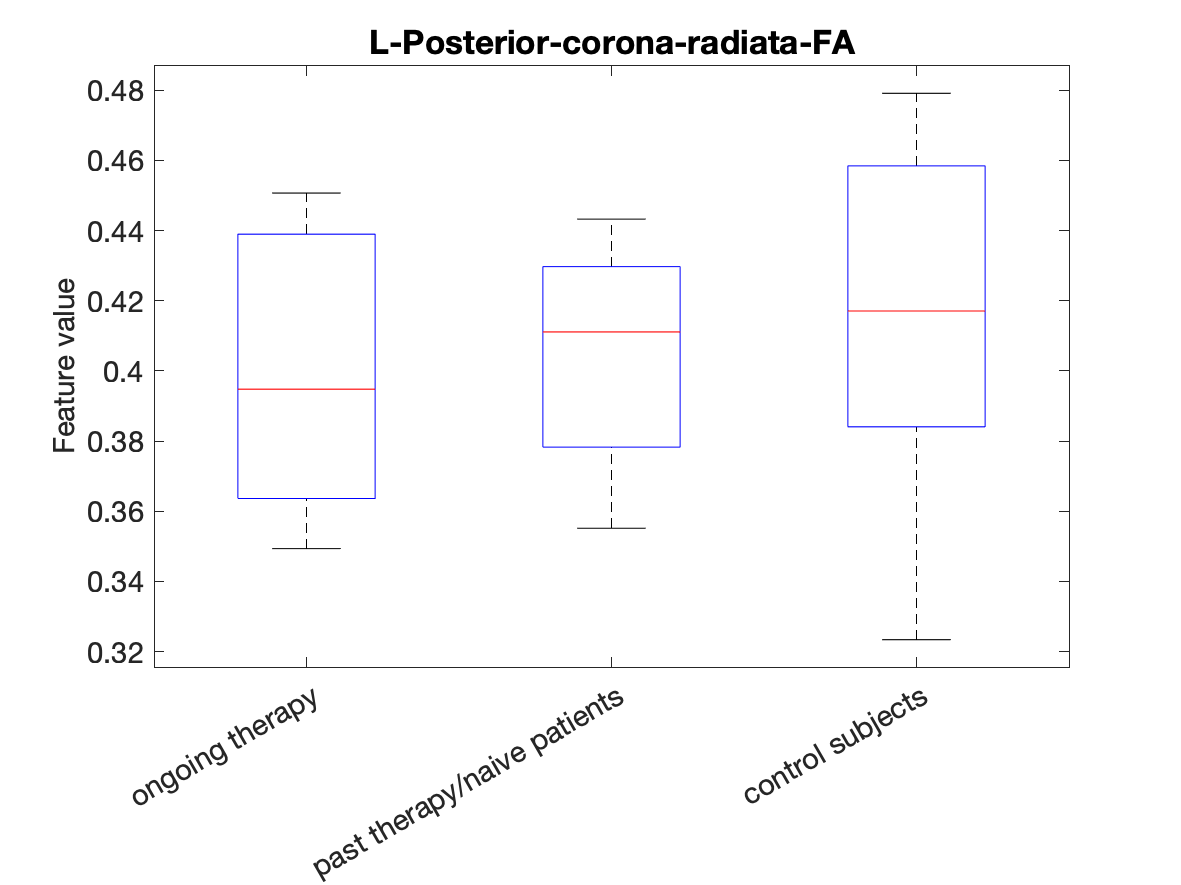 L-Posterior-corona-radiata-FA
Feature value
0.48
0.46
0.44
0.42
0.4
0.38
0.36
0.34
0.32
ongoing therapy
past therapy/naive patients
control subjects